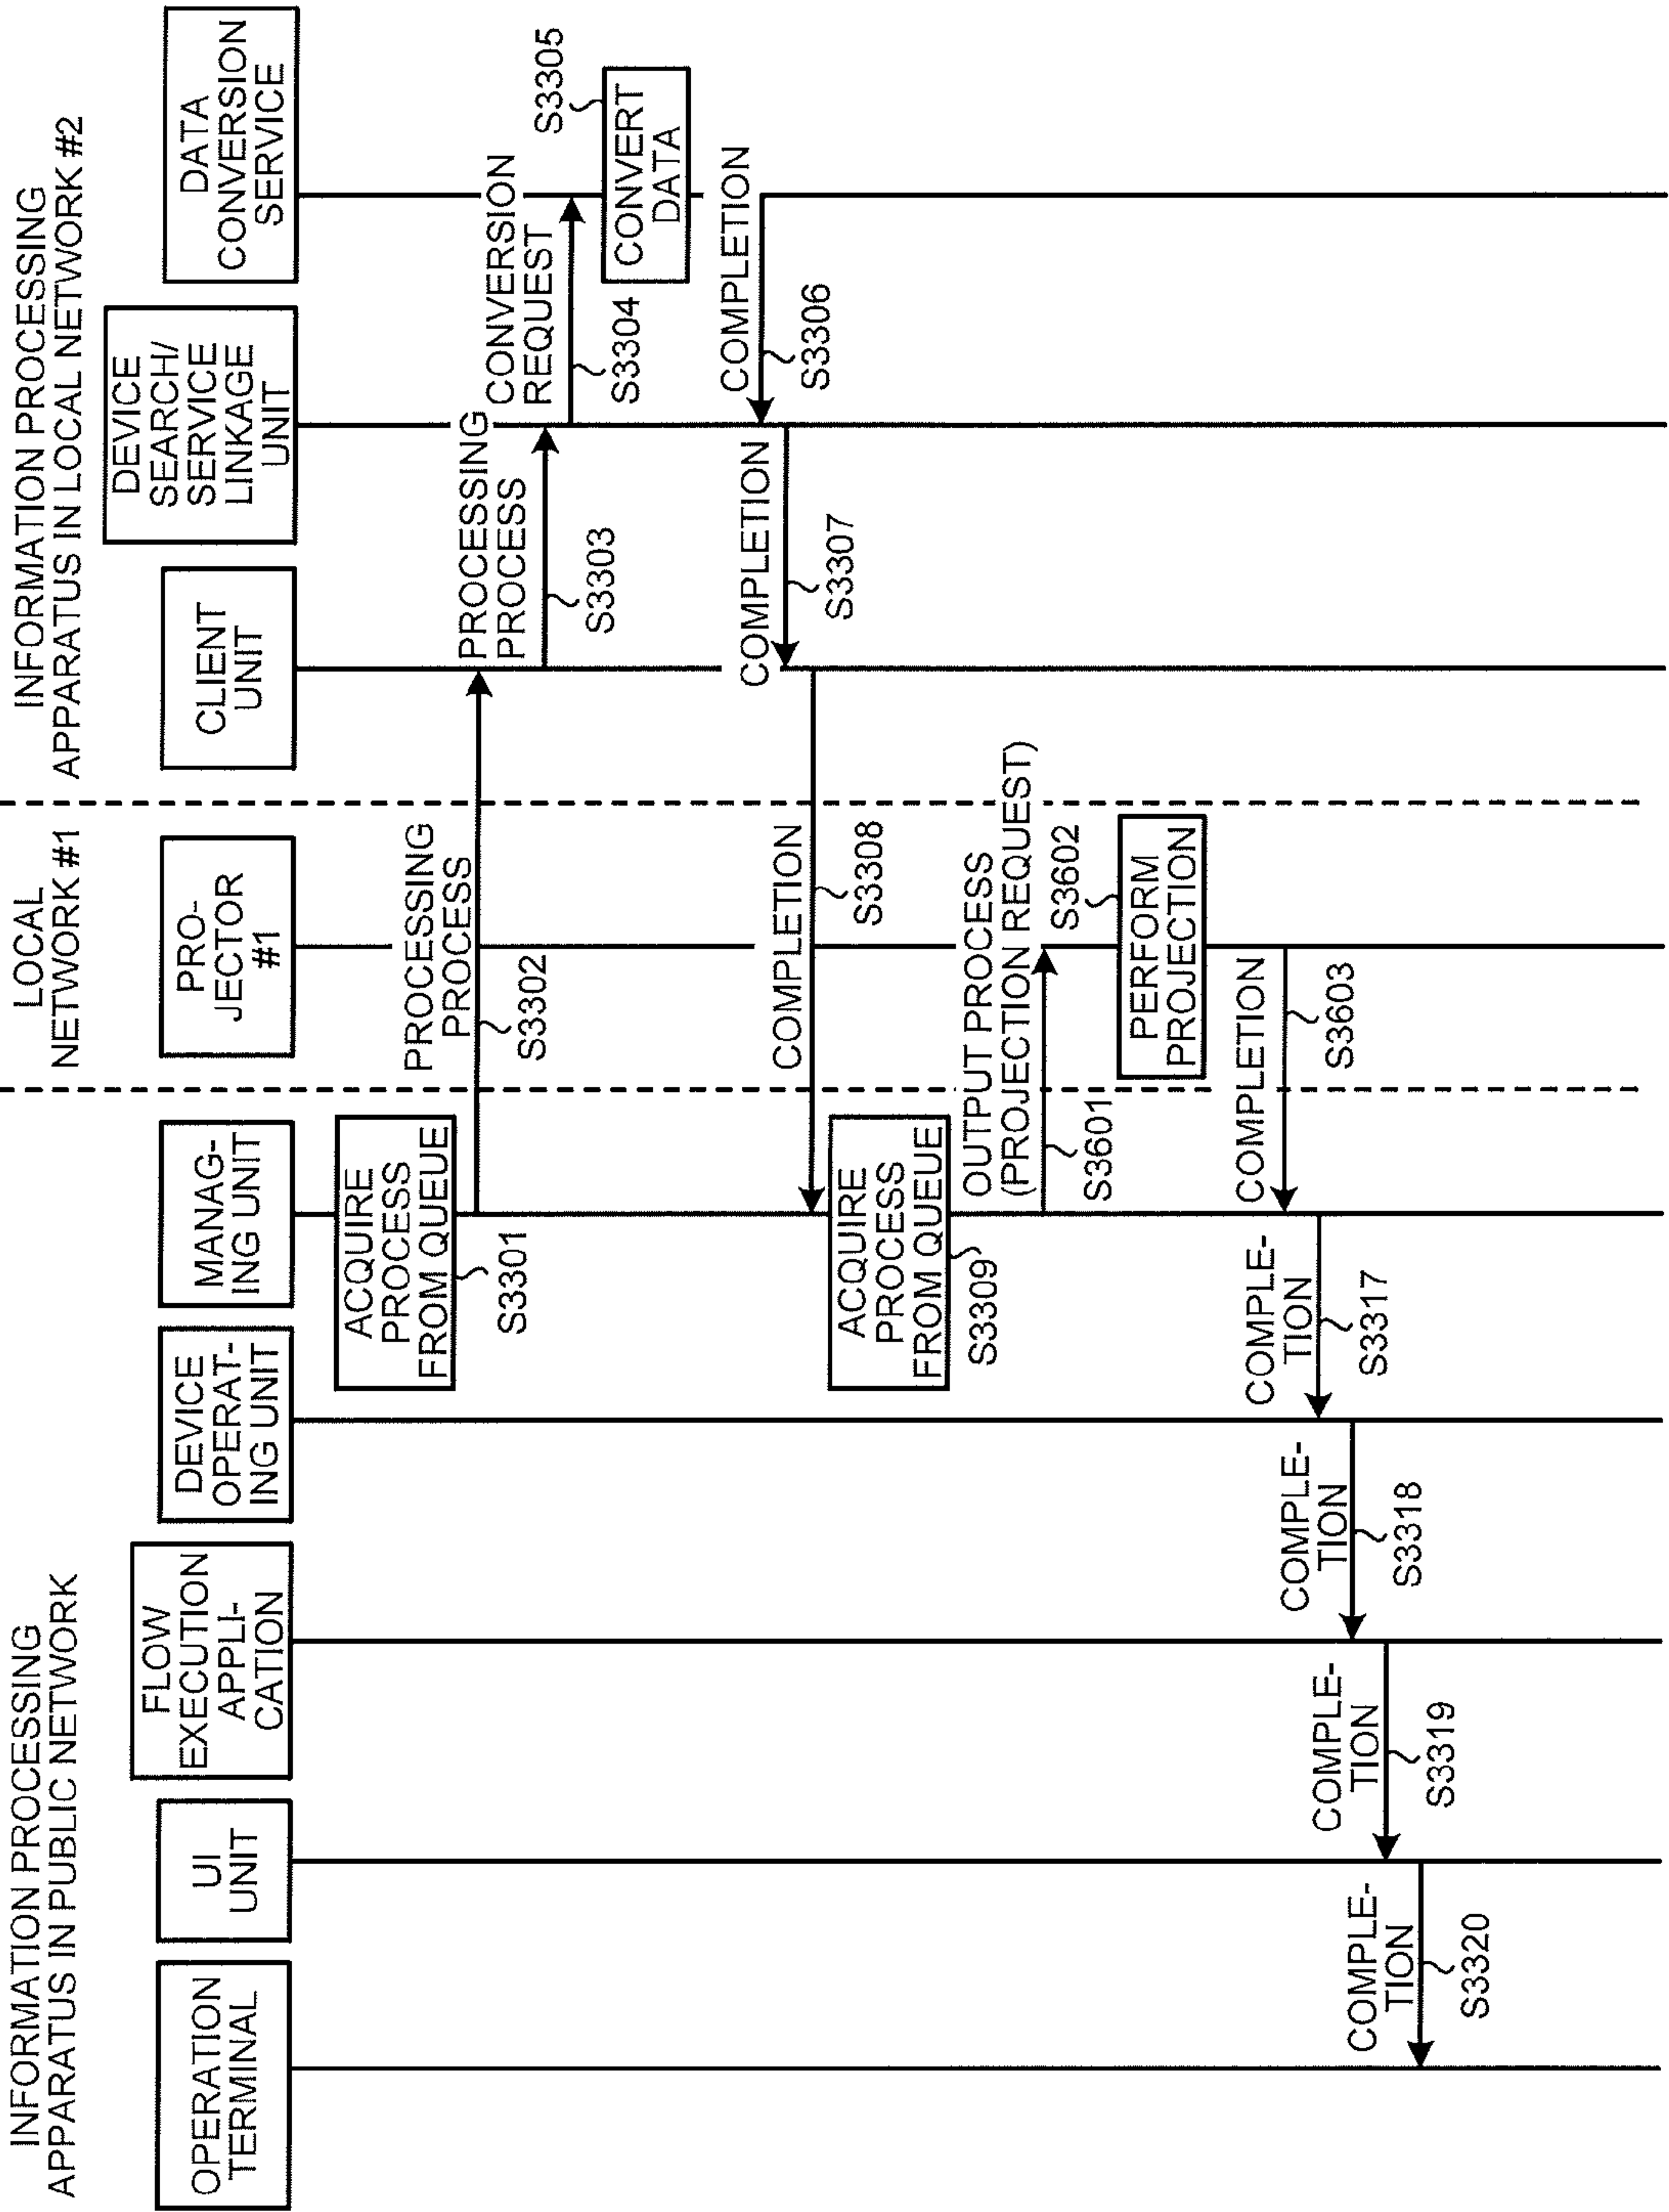 INFORMATION PROCESSING
APPARATUS IN PUBLIC NETWORK
LOCAL
NETWORK #1
INFORMATION PROCESSING
APPARATUS IN LOCAL NETWORK #2
OPERATION
TERMINAL
UI
UNIT
FLOW
EXECUTION
APPLI-
CATION
DEVICE
OPERAT-
ING UNIT
MANAG-
ING UNIT
PRO-
JECTOR
#1
CLIENT
UNIT
DEVICE
SEARCH/
SERVICE
LINKAGE
UNIT
DATA
CONVERSION
SERVICE
ACQUIRE
PROCESS
FROM QUEUE
S3301
PROCESSING
PROCESS
S3302
PROCESSING
PROCESS
S3303
CONVERSION
REQUEST
S3304
S3305
CONVERT
DATA
COMPLETION
S3306
COMPLETION
S3307
COMPLETION
S3308
ACQUIRE
PROCESS
FROM QUEUE
S3309
OUTPUT PROCESS
(PROJECTION REQUEST)
S3601
S3602
PERFORM
PROJECTION
COMPLETION
S3603
COMPLE-
TION
S3317
COMPLE-
TION
S3318
COMPLE-
TION
S3319
COMPLE-
TION
S3320